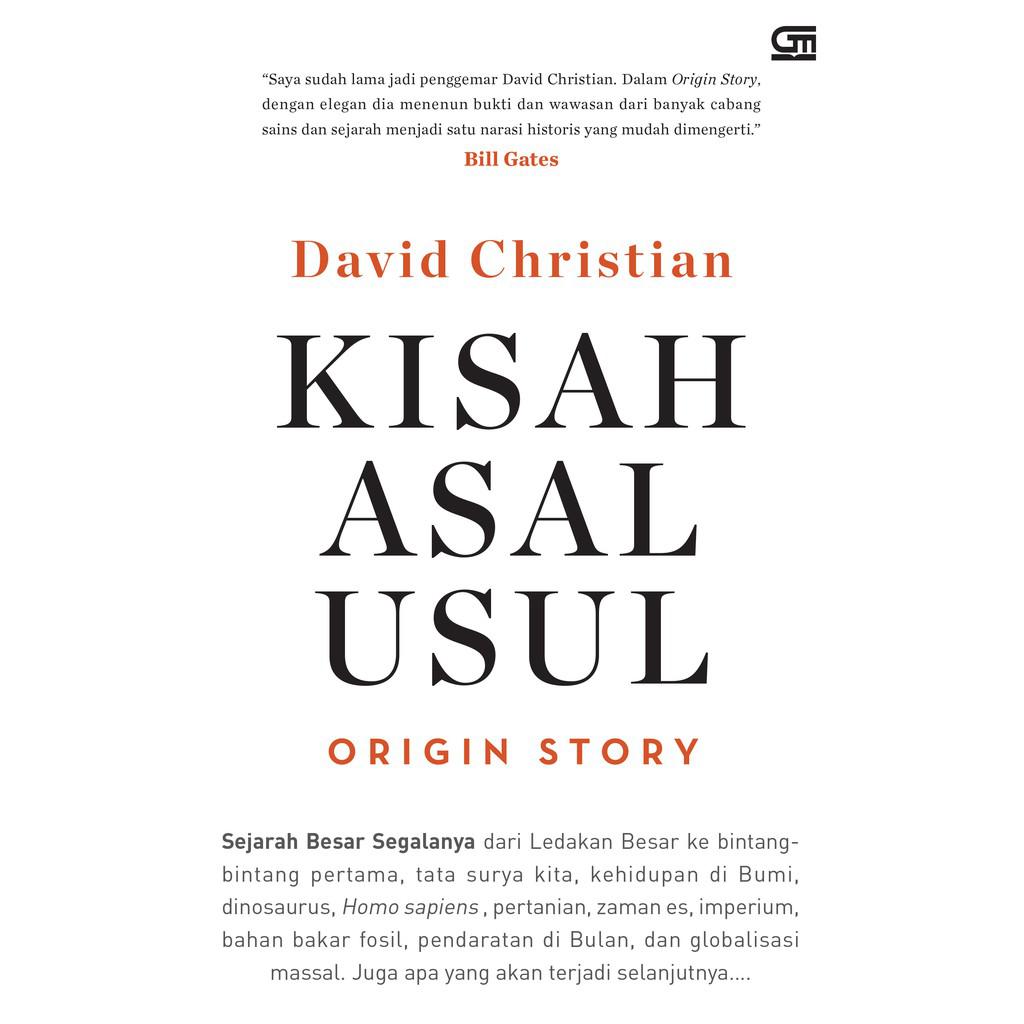 GM
“Saya sudah lama jadi penggemar David Christian. Dalam Origin Story,
dengan elegan dia menenun bukti dan wawasan dari banyak cabang
sains dan sejarah menjadi satu narasi historis yang mudah dimengerti.”
Bill Gates
David Christian
KISAH
ASAL
USUL
ORIGIN STORY
Sejarah Besar Segalanya dari Ledakan Besar ke bintang-
bintang pertama, tata surya kita, kehidupan di Bumi,
dinosaurus, Homo sapiens , pertanian, zaman es, imperium,
bahan bakar fosil, pendaratan di Bulan, dan globalisasi
massal. Juga apa yang akan terjadi selanjutnya....